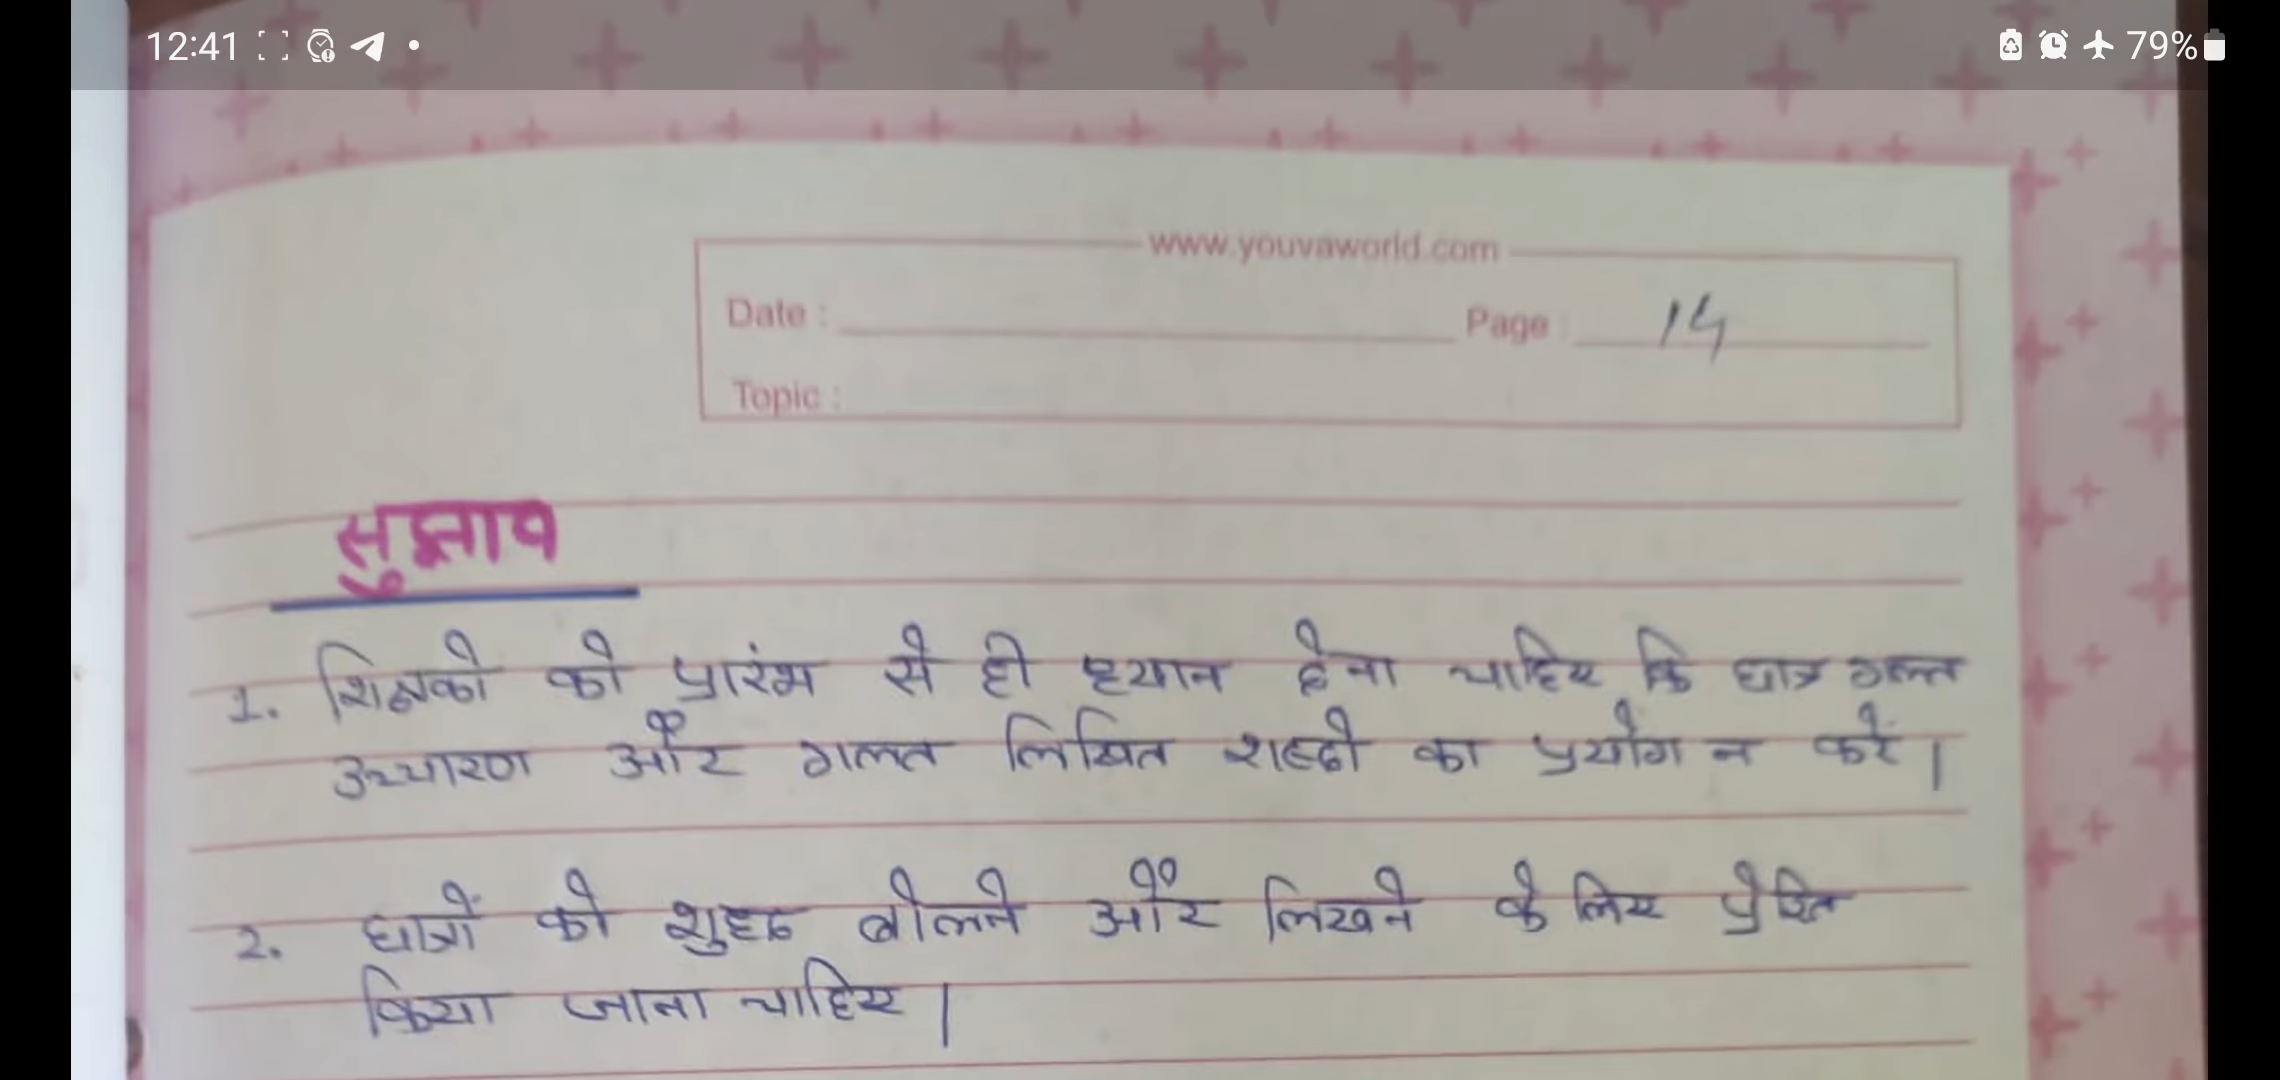 12:41 79%
www.youvaworld.com
Date : Page : 14
Topic :
सुझाव
1. शिक्षको को प्रारंभ से ही ध्यान देना चाहिए कि छात्र गलत
उच्चारण और गलत लिखित शब्दो का प्रयोग न करें।
2. छात्रों को शुद्ध बोलने और लिखने के लिए प्रेरित
किया जाना चाहिए।